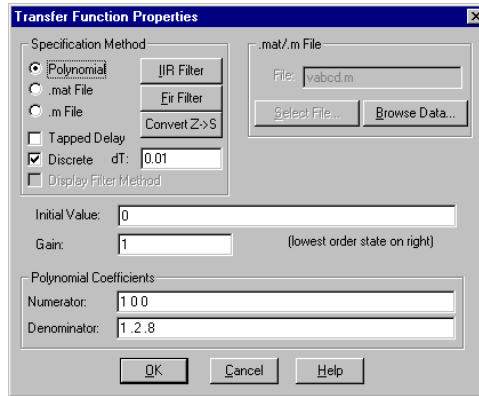 Transfer Function Properties
Specification Method
Polynomial
.mat File
.m File
IIR Filter
Fir Filter
Convert Z->S
Tapped Delay
Discrete dT: 0.01
Display Filter Method
.mat/.m File
File: vabcd.m
Select File... Browse Data...
Initial Value: 0
Gain: 1 (lowest order state on right)
Polynomial Coefficients
Numerator: 1 0 0
Denominator: 1 .2 .8
OK Cancel Help